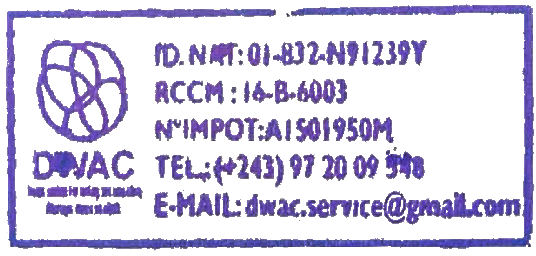 ID. NAT: 01-832-N91239Y
RCCM : 16-B-6003
N°IMPOT:A1501950M
DWAC
TEL.: (+243) 97 20 09
E-MAIL: dwac.service@gmail.com